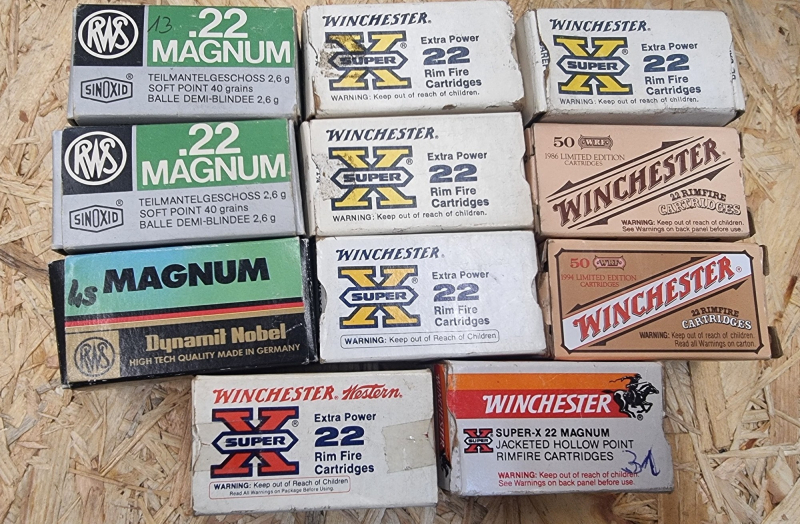 13
RWS
.22
MAGNUM
SINOXID
TEILMANTELGESCHOSS 2,6 g
SOFT POINT 40 grains
BALLE DEMI-BLINDEE 2,6 g
WINCHESTER®
SUPER X®
Extra Power
22
Rim Fire
Cartridges
WARNING: Keep out of reach of children.
WINCHESTER®
SUPER X®
Extra Power
22
Rim Fire
Cartridges
WARNING: Keep out of reach of children.
RWS
.22
MAGNUM
SINOXID
TEILMANTELGESCHOSS 2,6 g
SOFT POINT 40 grains
BALLE DEMI-BLINDEE 2,6 g
WINCHESTER®
SUPER X®
Extra Power
22
Rim Fire
Cartridges
WARNING: Keep out of reach of children.
50 WRF
1986 LIMITED EDITION
CARTRIDGES
WINCHESTER®
22 RIMFIRE
CARTRIDGES
WARNING: Keep out of reach of children.
See Warnings on back panel before use.
4s MAGNUM
Dynamit Nobel
RWS
HIGH TECH QUALITY MADE IN GERMANY
WINCHESTER®
SUPER X®
Extra Power
22
Rim Fire
Cartridges
WARNING: Keep out of Reach of Children.
50 WRF
1994 LIMITED EDITION
CARTRIDGES
WINCHESTER®
22 RIMFIRE
CARTRIDGES
WARNING: Keep out of reach of children.
Read all Warnings on carton.
WINCHESTER® Western®
SUPER X®
Extra Power
22
Rim Fire
Cartridges
WARNING: Keep out of Reach of Children
Read All Warnings on Package Before Using.
WINCHESTER
SUPER X
SUPER-X 22 MAGNUM
JACKETED HOLLOW POINT
RIMFIRE CARTRIDGES
31
WARNING: Keep out of reach of children.
See Warnings on back panel before use.